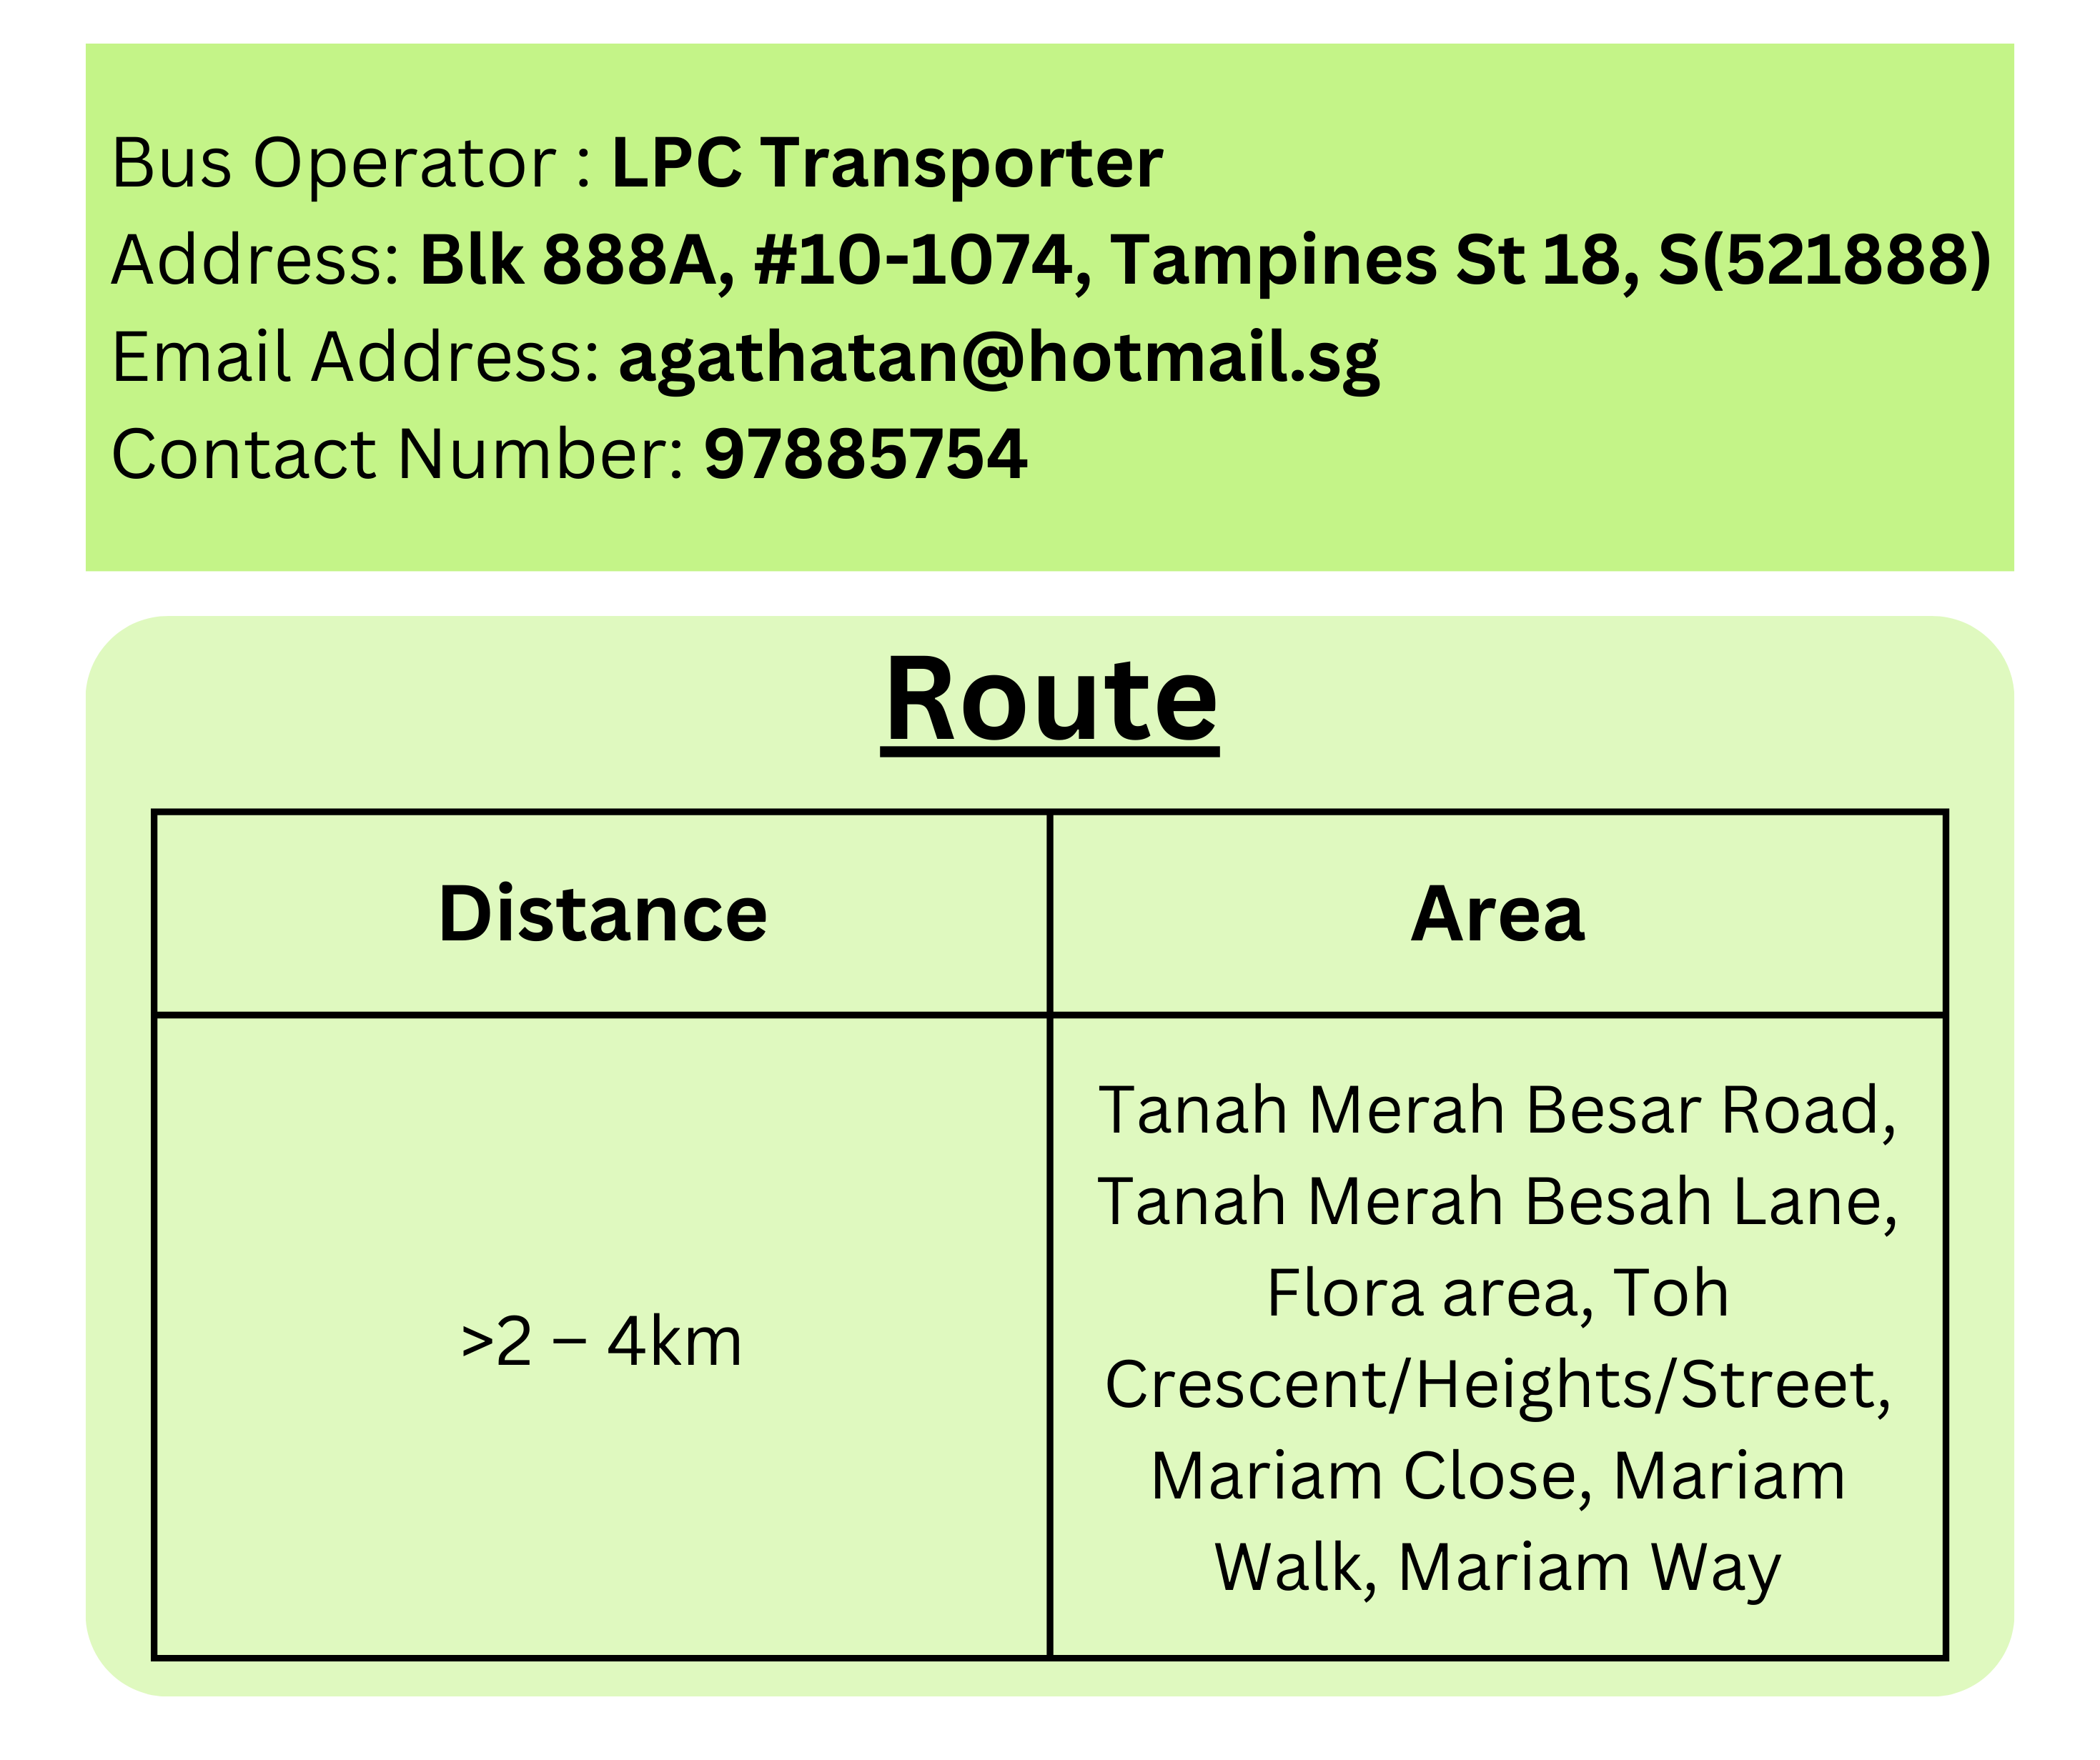 Bus Operator : LPC Transporter
Address: Blk 888A, #10-1074, Tampines St 18, S(521888)
Email Address: agathatan@hotmail.sg
Contact Number: 97885754
Route
Distance
Area
>2 – 4km
Tanah Merah Besar Road,
Tanah Merah Besah Lane,
Flora area, Toh
Crescent/Heights/Street,
Mariam Close, Mariam
Walk, Mariam Way